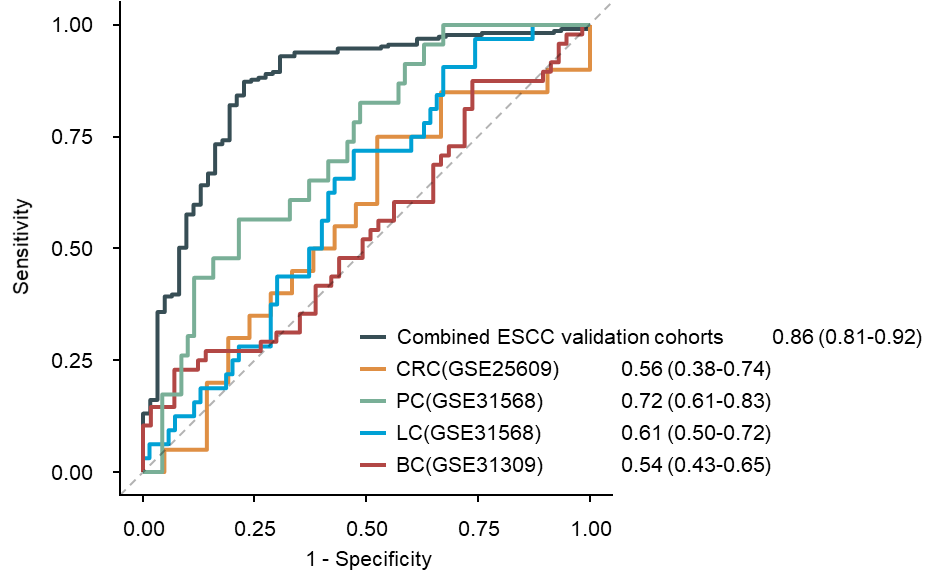 1.00
0.75
0.50
0.25
0.00
Sensitivity
Combined ESCC validation cohorts 0.86 (0.81-0.92)
CRC(GSE25609) 0.56 (0.38-0.74)
PC(GSE31568) 0.72 (0.61-0.83)
LC(GSE31568) 0.61 (0.50-0.72)
BC(GSE31309) 0.54 (0.43-0.65)
0.00 0.25 0.50 0.75 1.00
1 - Specificity